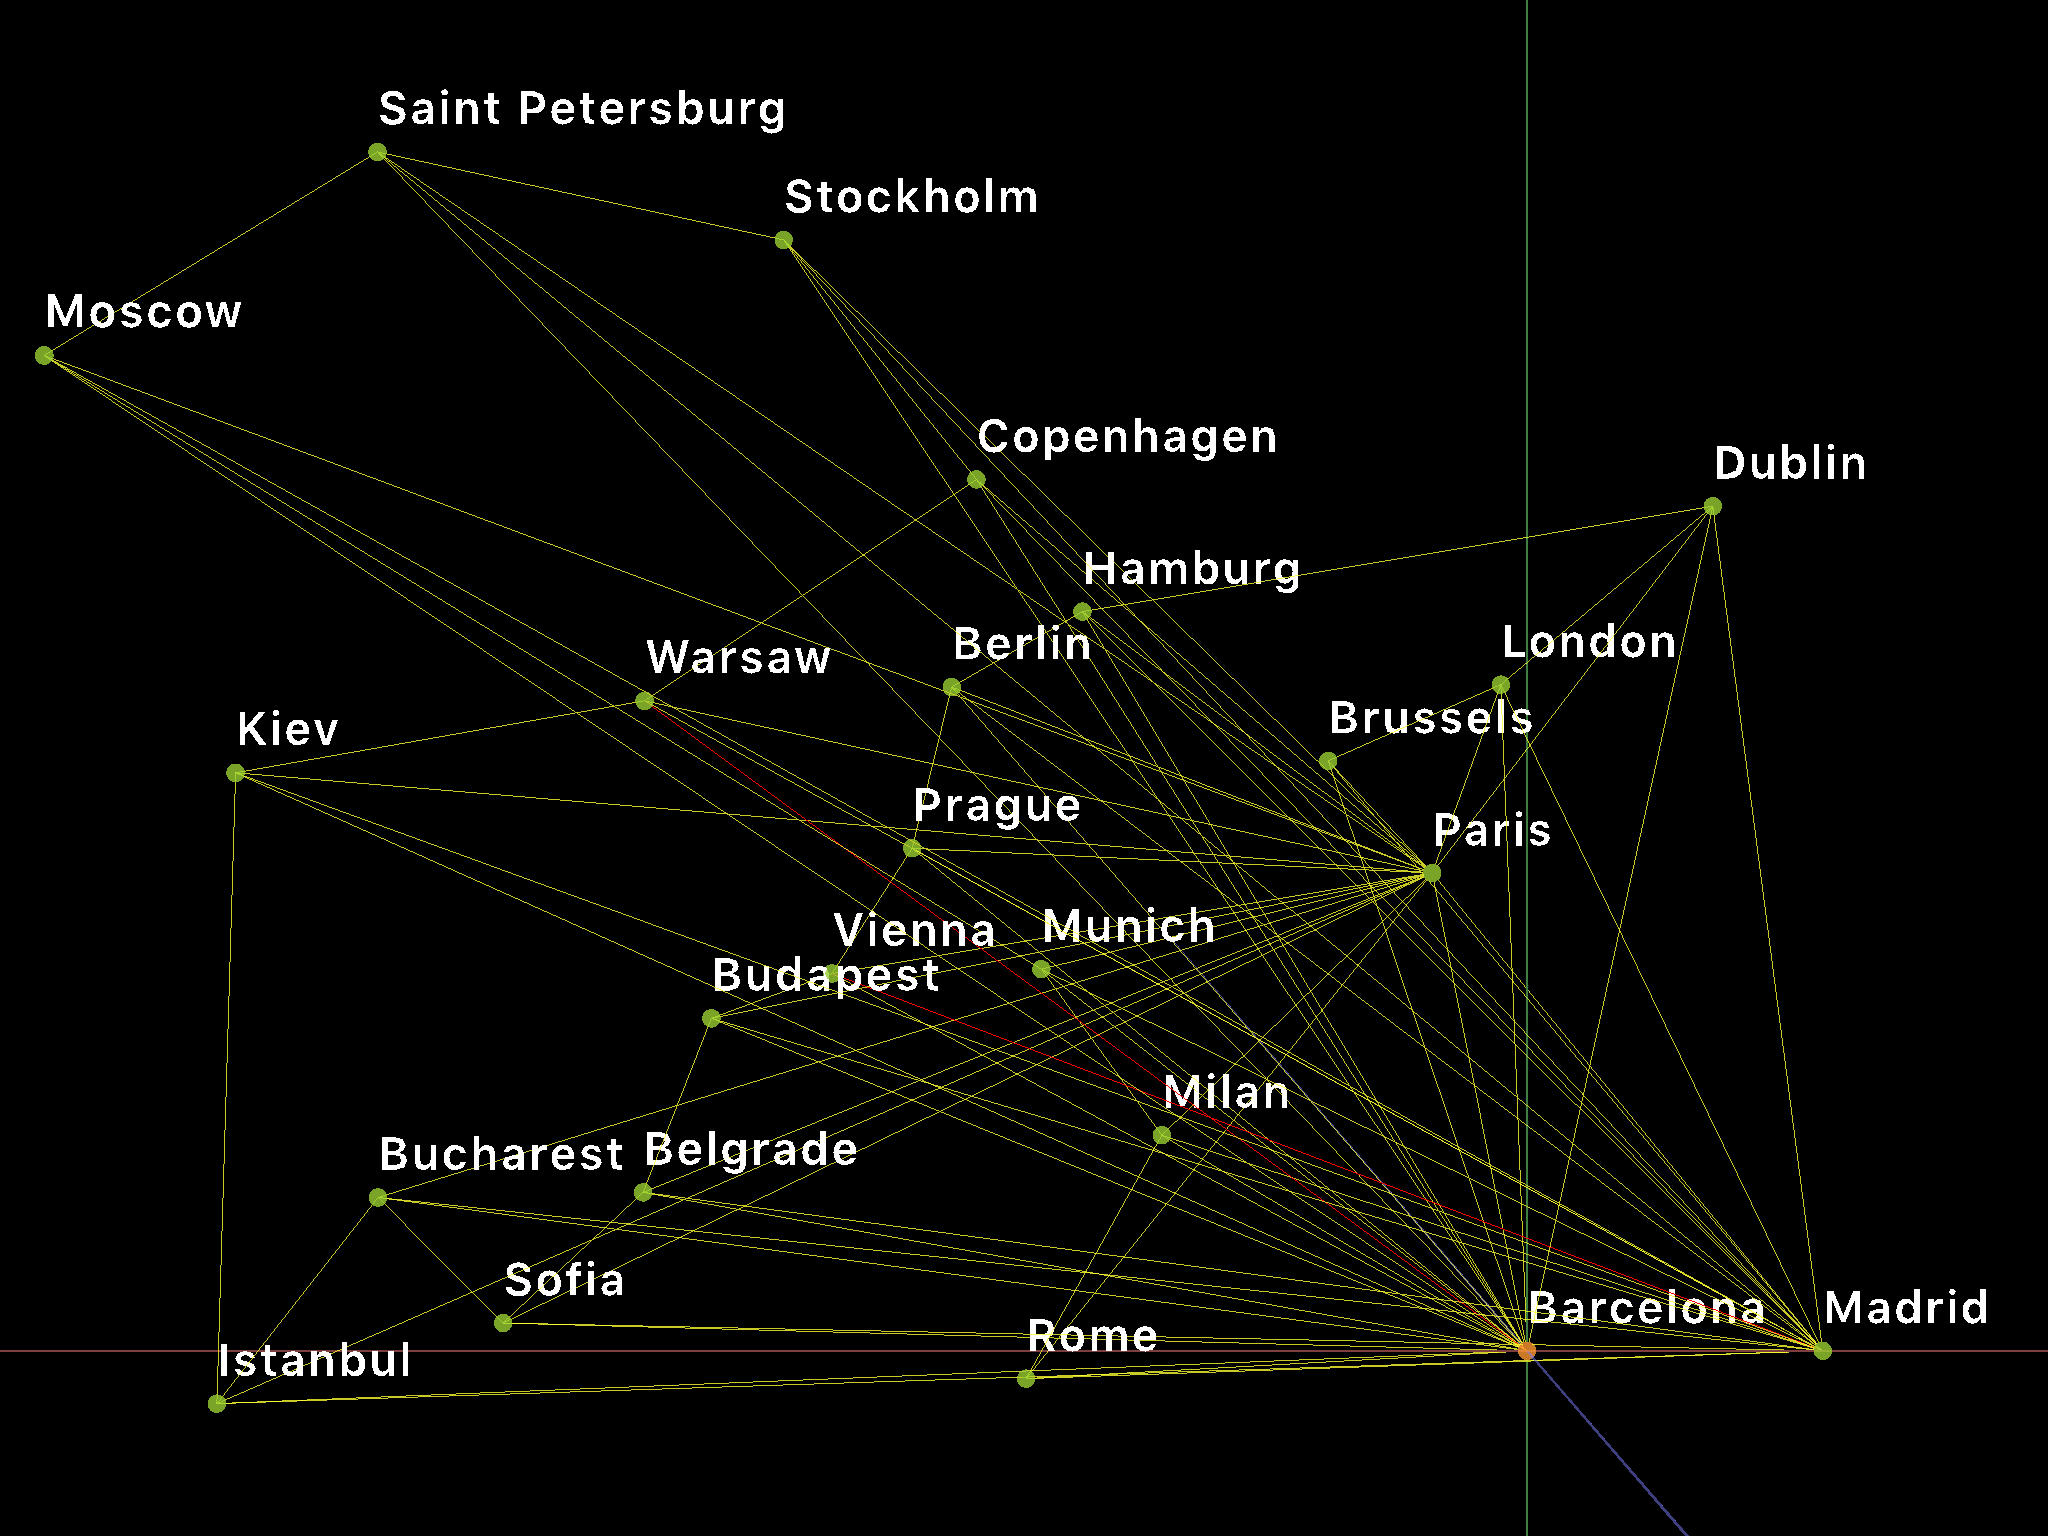 Saint Petersburg
Stockholm
Moscow
Copenhagen
Dublin
Hamburg
Berlin
London
Warsaw
Brussels
Kiev
Prague
Paris
Vienna
Munich
Budapest
Milan
Bucharest
Belgrade
Sofia
Barcelona
Madrid
Rome
Istanbul